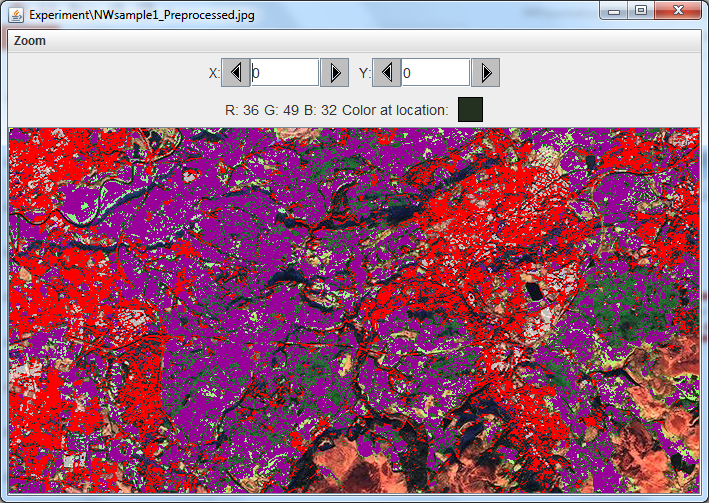 Experiment\NWsample1_Preprocessed.jpg
Zoom
X: 0 Y: 0
R: 36 G: 49 B: 32 Color at location: